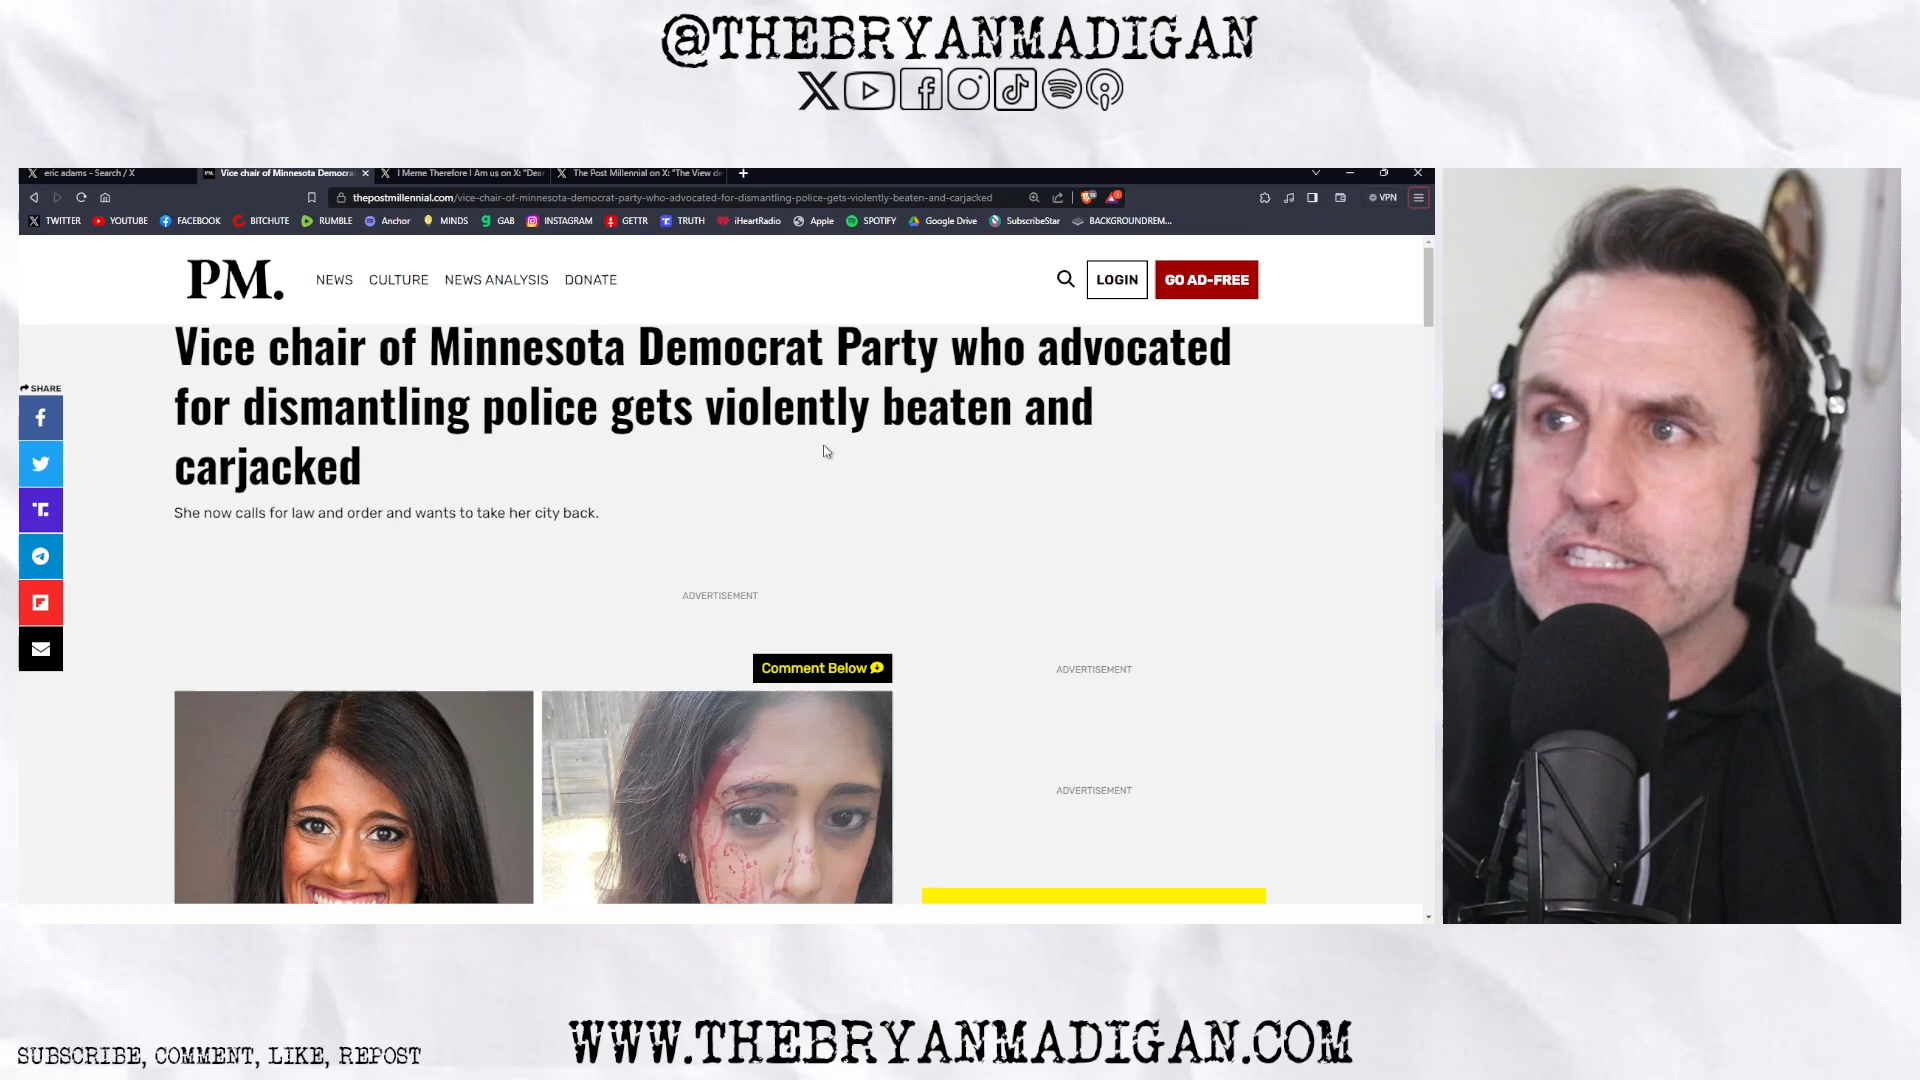 @THEBRYANMADIGAN
eric adams - Search / X
Vice chair of Minnesota Democra
I Meme Therefore I Am us on X: "Dea
The Post Millennial on X: "The View de
thepostmillennial.com/vice-chair-of-minnesota-democrat-party-who-advocated-for-dismantling-police-gets-violently-beaten-and-carjacked
VPN
TWITTER YOUTUBE FACEBOOK BITCHUTE RUMBLE Anchor MINDS GAB INSTAGRAM GETTR TRUTH iHeartRadio Apple SPOTIFY Google Drive SubscribeStar BACKGROUNDREM...
PM. NEWS CULTURE NEWS ANALYSIS DONATE LOGIN GO AD-FREE
Vice chair of Minnesota Democrat Party who advocated
for dismantling police gets violently beaten and
carjacked
SHARE
She now calls for law and order and wants to take her city back.
ADVERTISEMENT
Comment Below
ADVERTISEMENT
ADVERTISEMENT
WWW.THEBRYANMADIGAN.COM
SUBSCRIBE, COMMENT, LIKE, REPOST